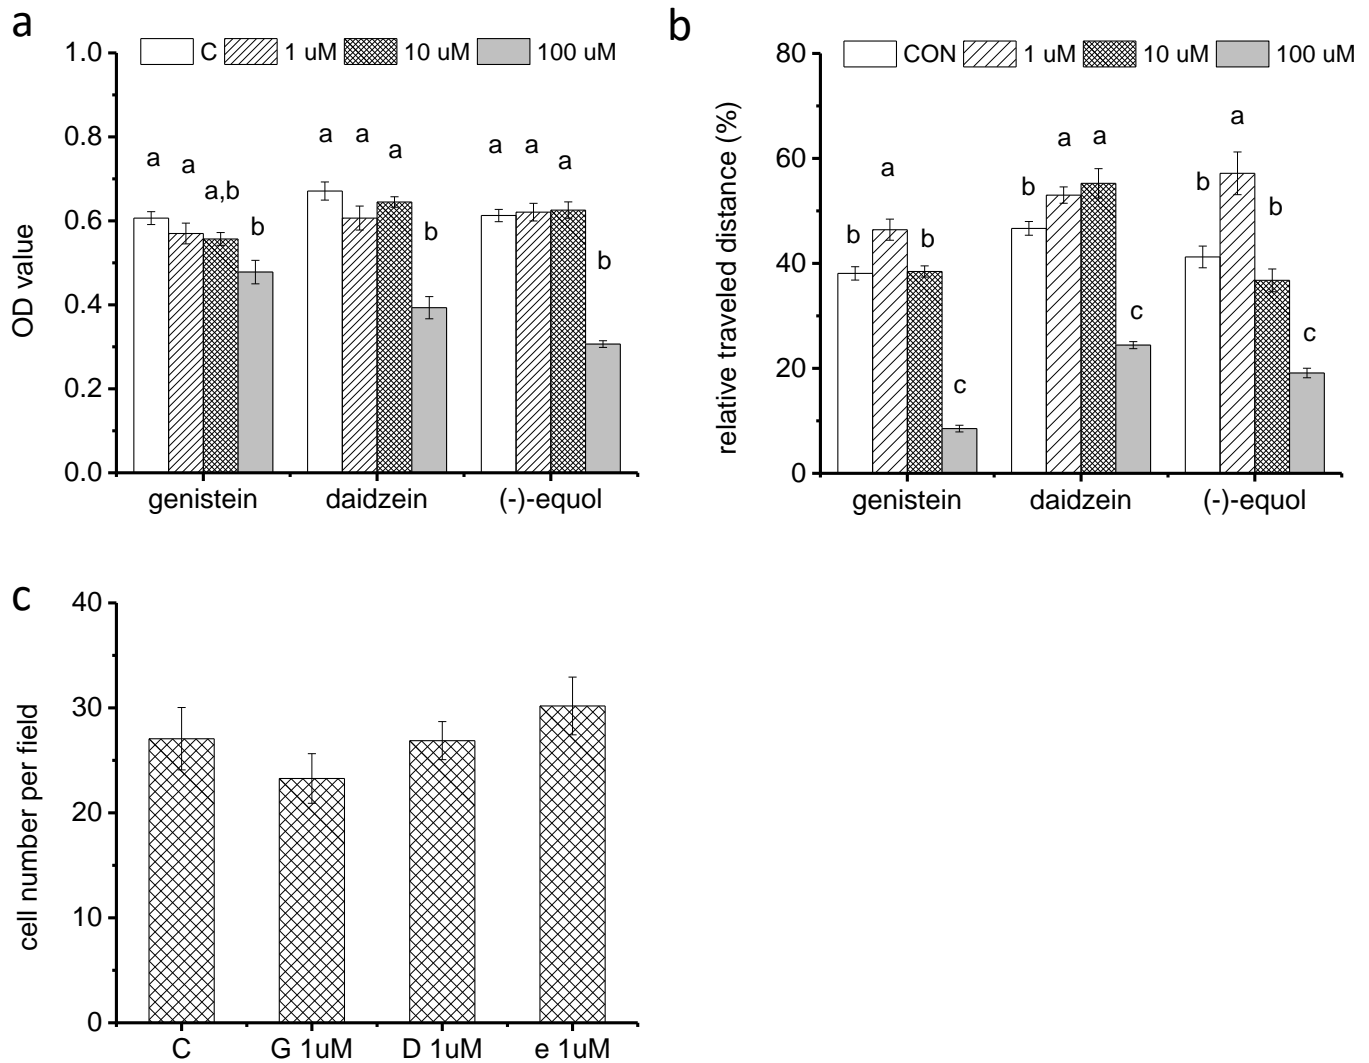 a
C 1 uM 10 uM 100 uM
1.0
0.8
0.6
0.4
0.2
0.0
OD value
a a a,b b
a a a b
a a a b
genistein daidzein (-)-equol
b
CON 1 uM 10 uM 100 uM
80
60
40
20
0
relative traveled distance (%)
b a b c
b a a c
b a b c
genistein daidzein (-)-equol
c
40
30
20
10
0
cell number per field
C G 1uM D 1uM e 1uM